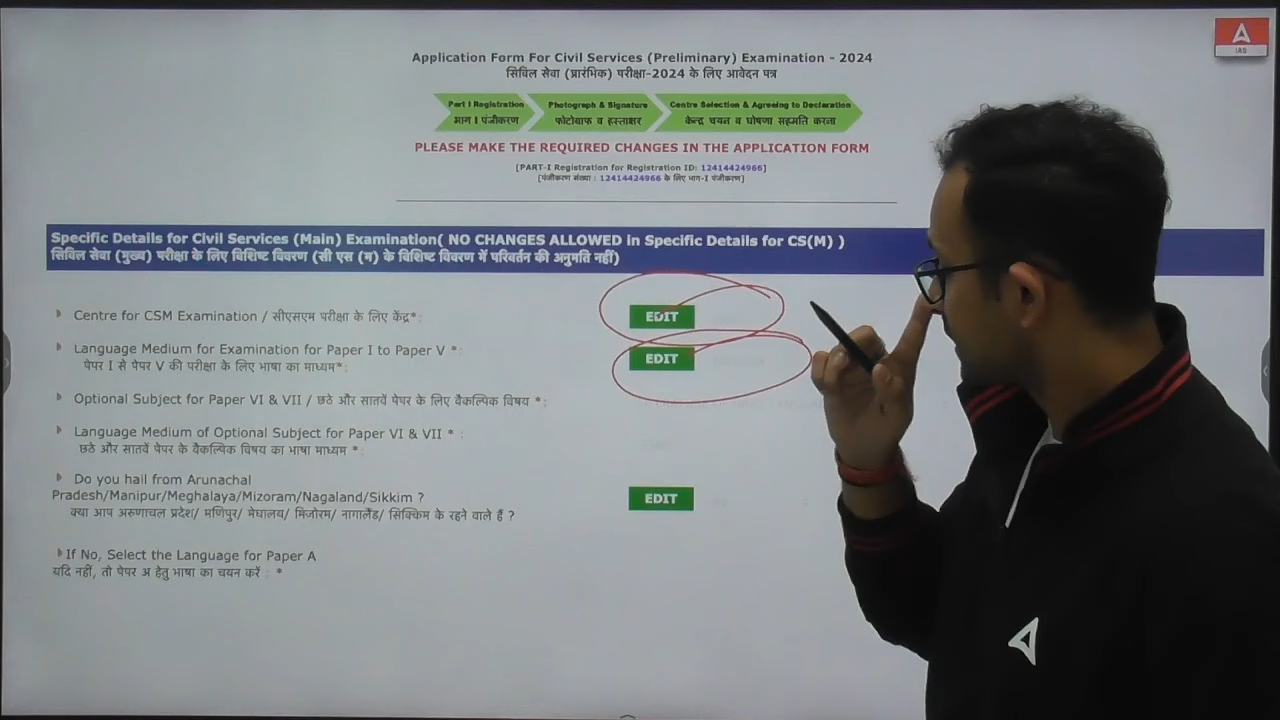 IAS
Application Form For Civil Services (Preliminary) Examination - 2024
सिविल सेवा (प्रारंभिक) परीक्षा-2024 के लिए आवेदन पत्र
Part I Registration
भाग I पंजीकरण
Photograph & Signature
फोटोग्राफ व हस्ताक्षर
Centre Selection & Agreeing to Declaration
केन्द्र चयन व घोषणा सहमति करना
PLEASE MAKE THE REQUIRED CHANGES IN THE APPLICATION FORM
[PART-I Registration for Registration ID: 12414424966]
[पंजीकरण संख्या : 12414424966 के लिए भाग-I पंजीकरण]
Specific Details for Civil Services (Main) Examination( NO CHANGES ALLOWED in Specific Details for CS(M) )
सिविल सेवा (मुख्य) परीक्षा के लिए विशिष्ट विवरण (सी एस (म) के विशिष्ट विवरण में परिवर्तन की अनुमति नहीं)
Centre for CSM Examination / सीएसएम परीक्षा के लिए केंद्र*: EDIT
Language Medium for Examination for Paper I to Paper V *: EDIT
पेपर I से पेपर V की परीक्षा के लिए भाषा का माध्यम*:
Optional Subject for Paper VI & VII / छठे और सातवें पेपर के लिए वैकल्पिक विषय *:
Language Medium of Optional Subject for Paper VI & VII * :
छठे और सातवें पेपर के वैकल्पिक विषय का भाषा माध्यम *:
Do you hail from Arunachal
Pradesh/Manipur/Meghalaya/Mizoram/Nagaland/Sikkim ? EDIT
क्या आप अरुणाचल प्रदेश/ मणिपुर/ मेघालय/ मिजोरम/ नागालैंड/ सिक्किम के रहने वाले हैं ?
If No, Select the Language for Paper A
यदि नहीं, तो पेपर अ हेतु भाषा का चयन करें : *